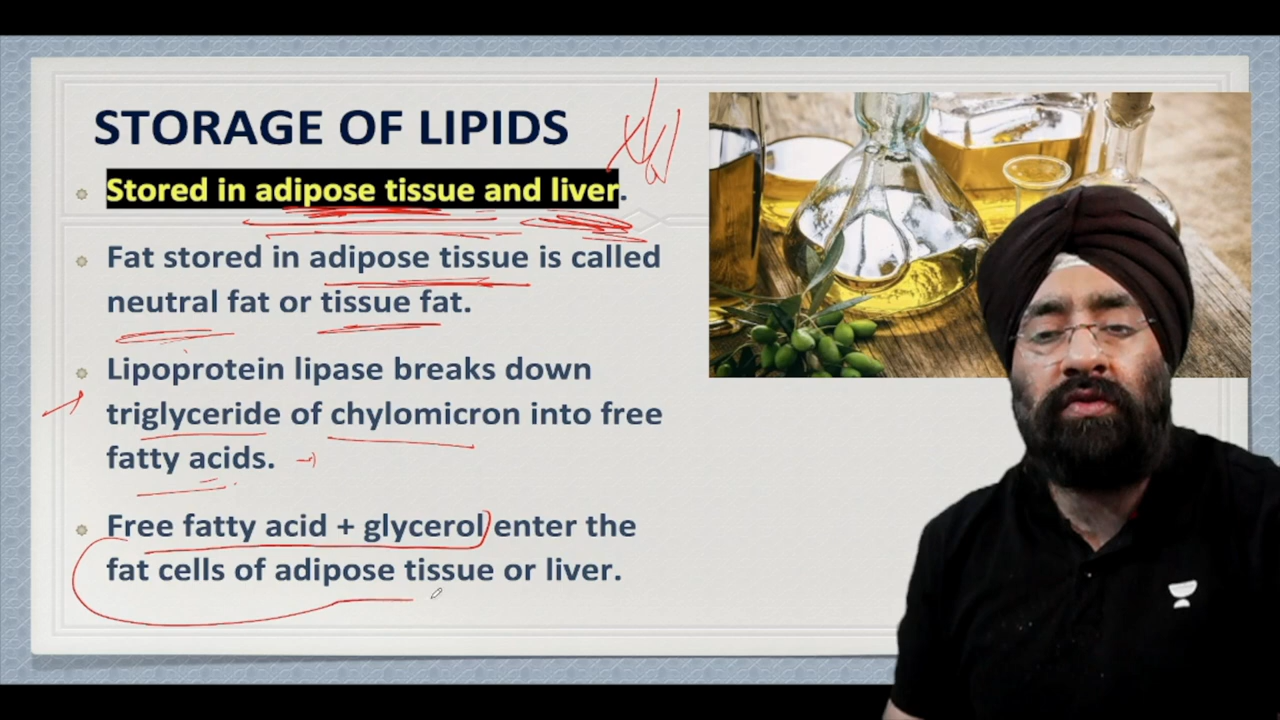 STORAGE OF LIPIDS
Stored in adipose tissue and liver.
Fat stored in adipose tissue is called
neutral fat or tissue fat.
Lipoprotein lipase breaks down
triglyceride of chylomicron into free
fatty acids.
Free fatty acid + glycerol enter the
fat cells of adipose tissue or liver.